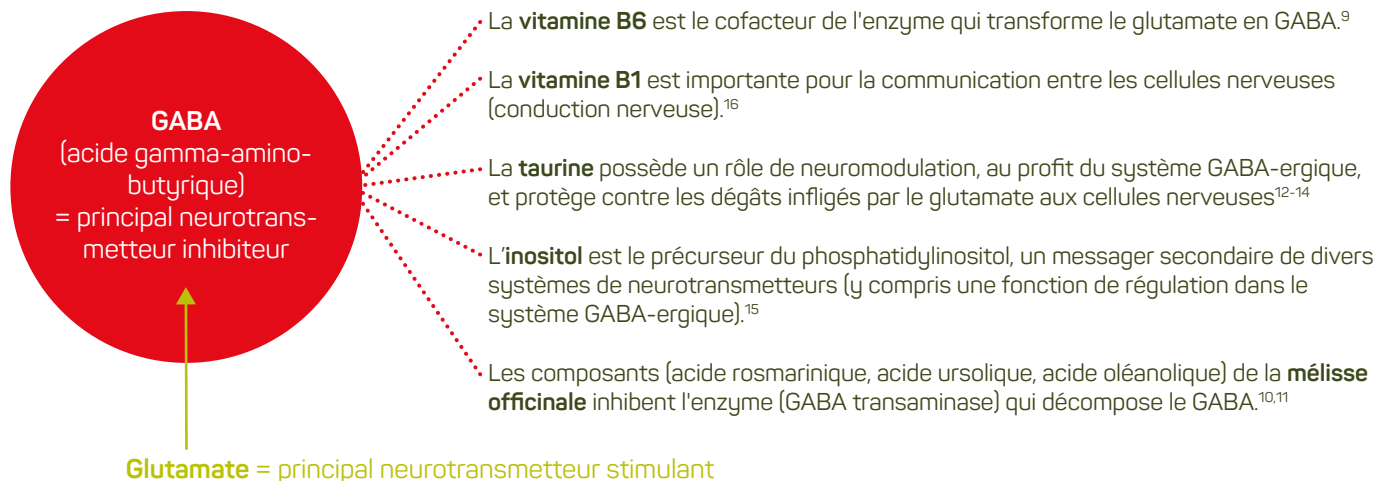 GABA
(acide gamma-amino-
butyrique)
= principal neurotrans-
metteur inhibiteur
La vitamine B6 est le cofacteur de l'enzyme qui transforme le glutamate en GABA.⁹
La vitamine B1 est importante pour la communication entre les cellules nerveuses
(conduction nerveuse).¹⁶
La taurine possède un rôle de neuromodulation, au profit du système GABA-ergique,
et protège contre les dégâts infligés par le glutamate aux cellules nerveuses¹²⁻¹⁴
L'inositol est le précurseur du phosphatidylinositol, un messager secondaire de divers
systèmes de neurotransmetteurs (y compris une fonction de régulation dans le
système GABA-ergique).¹⁵
Les composants (acide rosmarinique, acide ursolique, acide oléanolique) de la mélisse
officinale inhibent l'enzyme (GABA transaminase) qui décompose le GABA.¹⁰,¹¹
Glutamate = principal neurotransmetteur stimulant